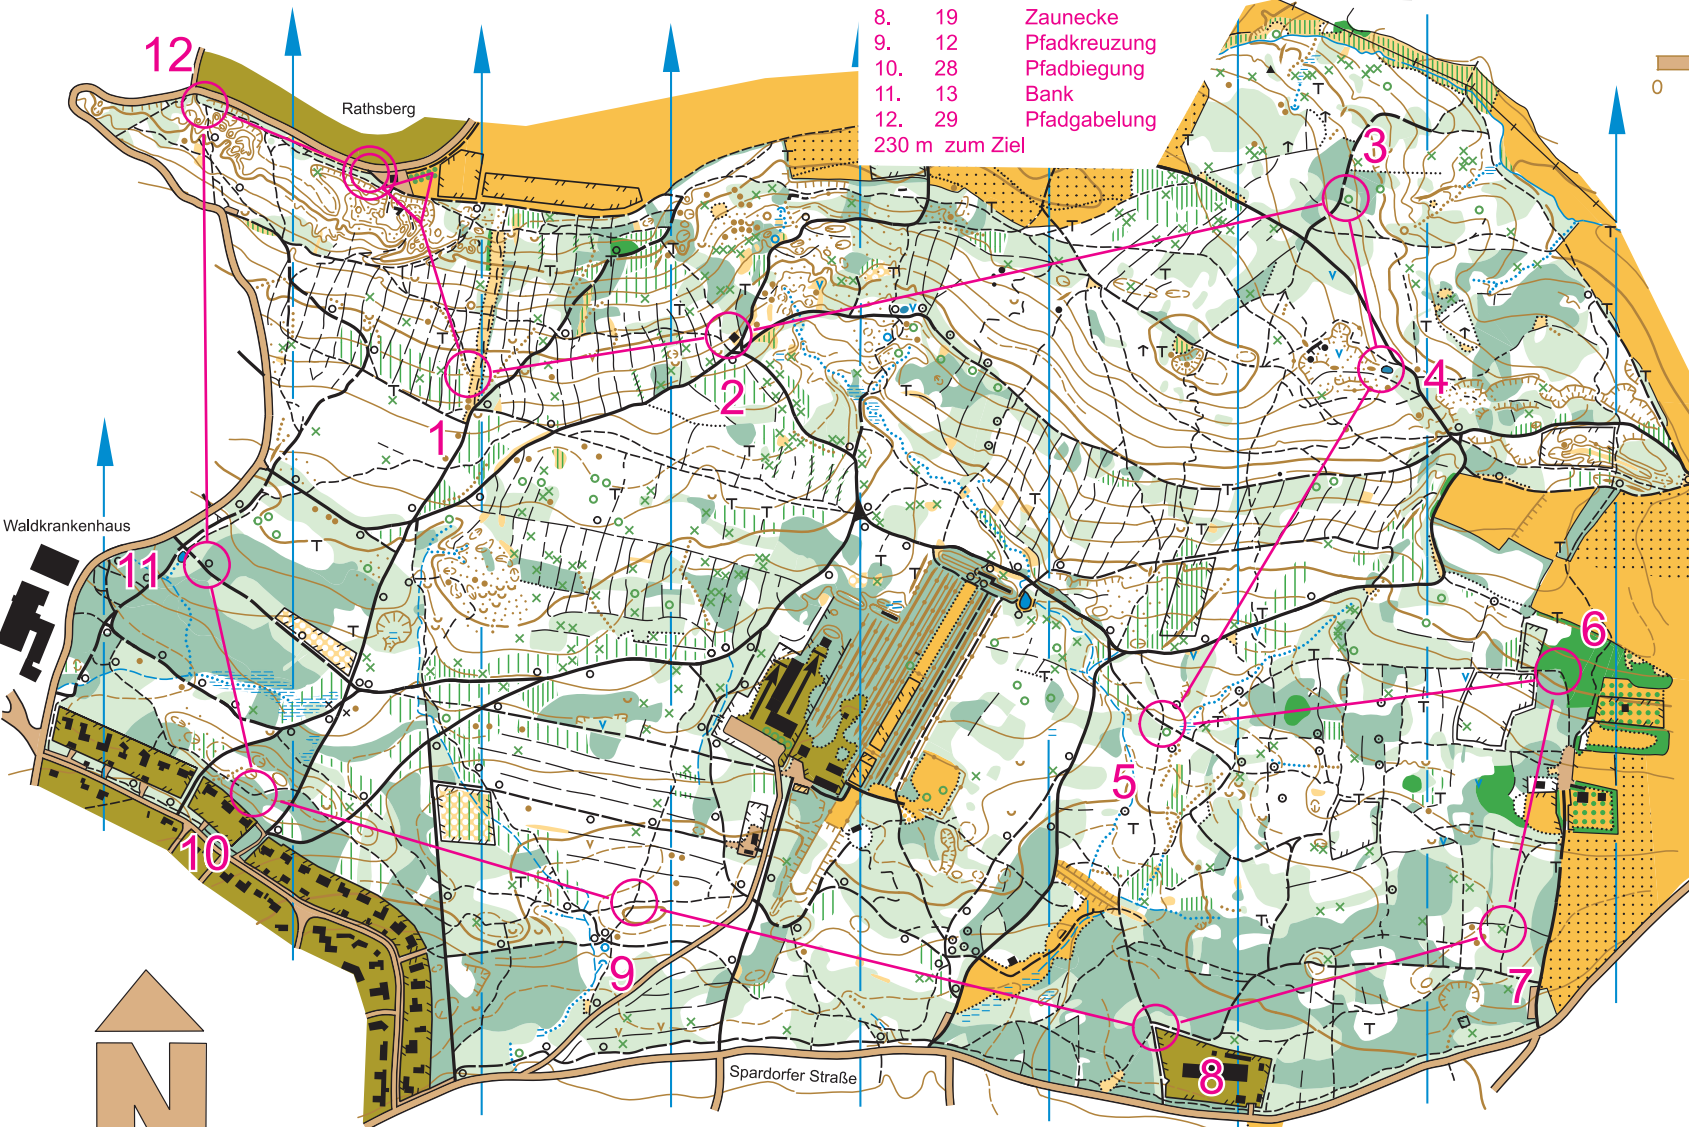 8. 19 Zaunecke
9. 12 Pfadkreuzung
10. 28 Pfadbiegung
11. 13 Bank
12. 29 Pfadgabelung
230 m zum Ziel
0
12
Rathsberg
3
4
2
1
Waldkrankenhaus
11
6
5
10
9
7
8
Spardorfer Straße
N